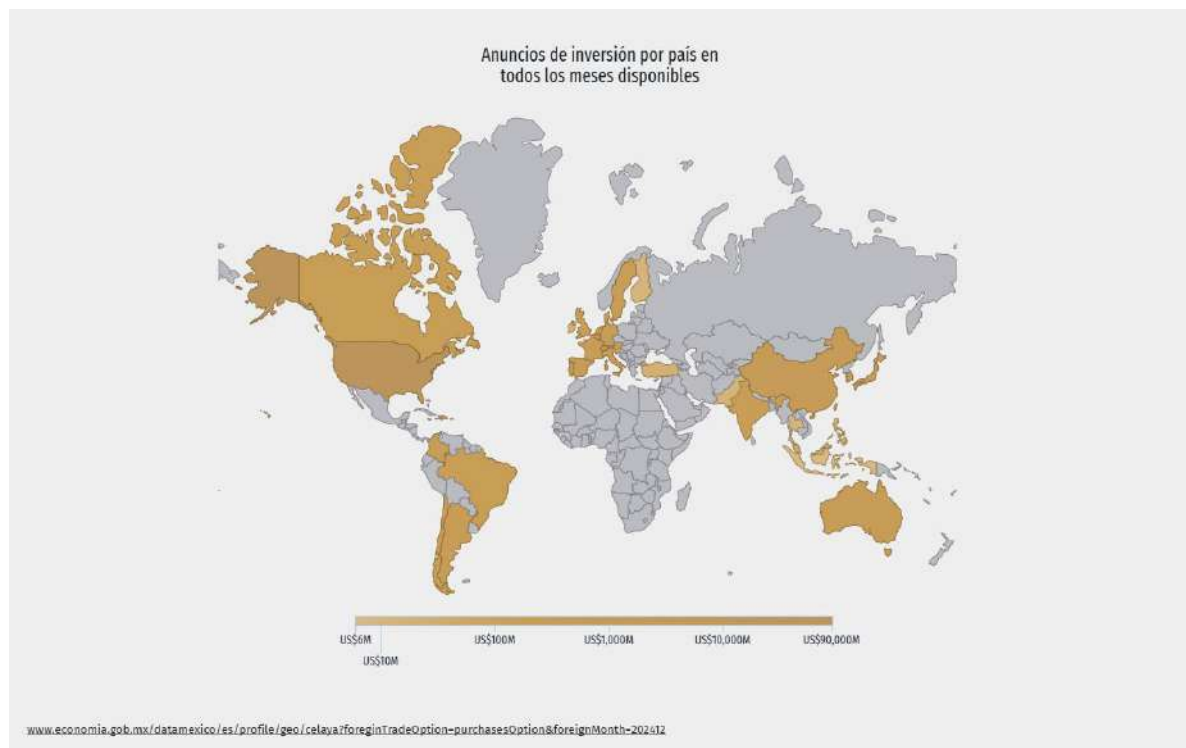 Anuncios de inversión por país en
todos los meses disponibles
US$6M
US$10M
US$100M
US$1,000M
US$10,000M
US$90,000M
www.economia.gob.mx/datamexico/es/profile/geo/celaya?foreginTradeOption=purchasesOption&foreignMonth=202412